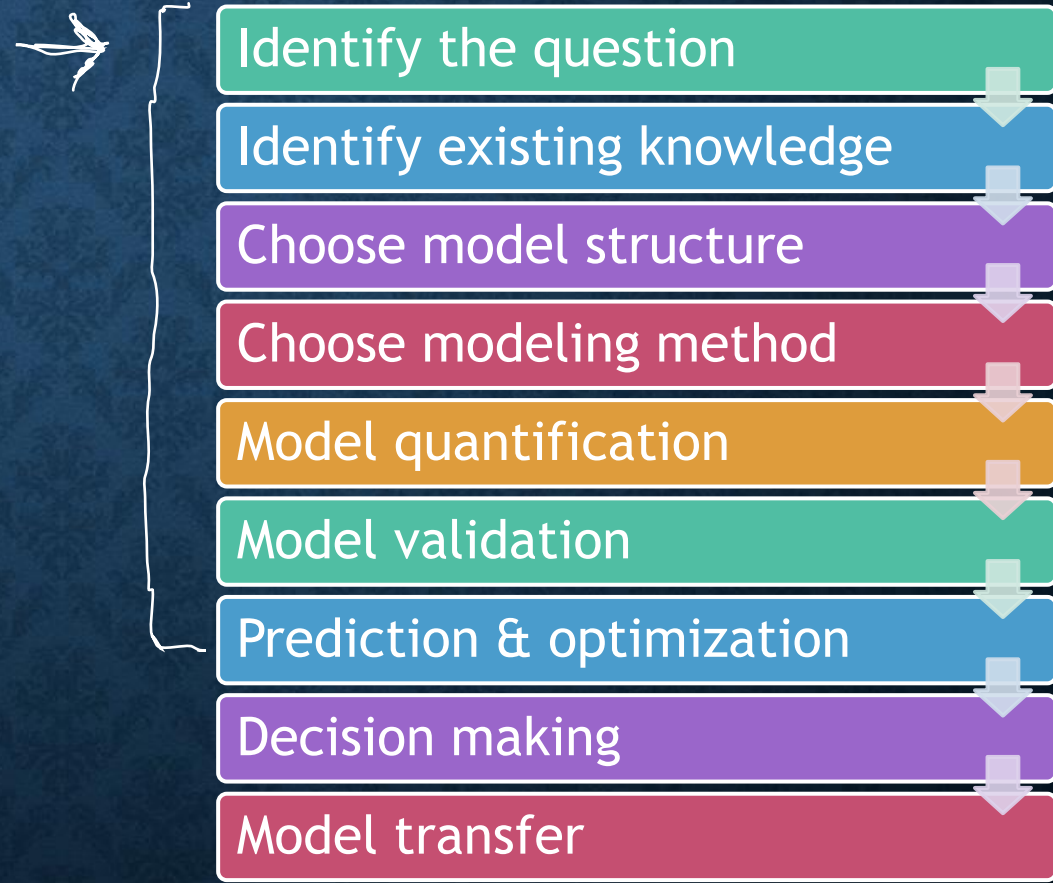 Identify the question
Identify existing knowledge
Choose model structure
Choose modeling method
Model quantification
Model validation
Prediction & optimization
Decision making
Model transfer